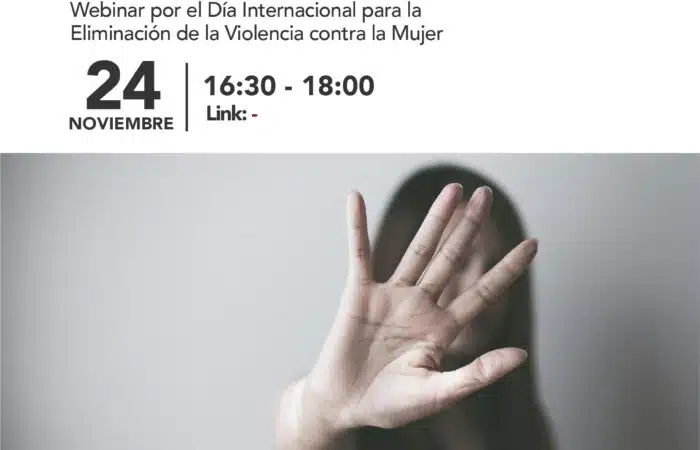 Webinar por el Día Internacional para la
Eliminación de la Violencia contra la Mujer
24
NOVIEMBRE
16:30 - 18:00
Link: -